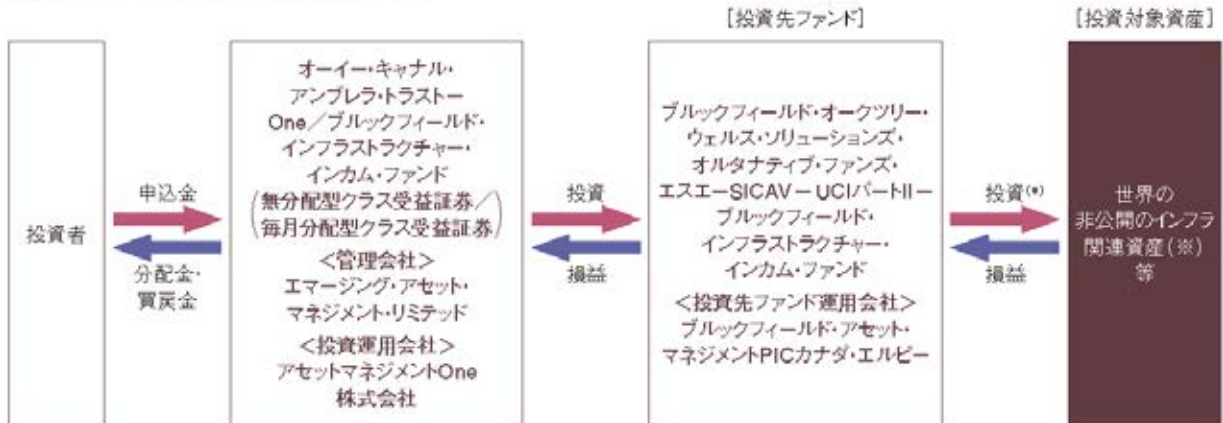 [投資先ファンド]
[投資対象資産]
投資者
申込金
分配金・
買戻金
オーイー・キャナル・
アンブレラ・トラストー
One/ブルックフィールド・
インフラストラクチャー・
インカム・ファンド
(無分配型クラス受益証券/
毎月分配型クラス受益証券)
<管理会社>
エマージング・アセット・
マネジメント・リミテッド
<投資運用会社>
アセットマネジメントOne
株式会社
投資
損益
ブルックフィールド・オークツリー・
ウェルス・ソリューションズ・
オルタナティブ・ファンズ・
エスエーSICAV-UCIパートII-
ブルックフィールド・
インフラストラクチャー・
インカム・ファンド
<投資先ファンド運用会社>
ブルックフィールド・アセット・
マネジメントPICカナダ・エルピー
投資(*)
損益
世界の
非公開のインフラ
関連資産(※)
等